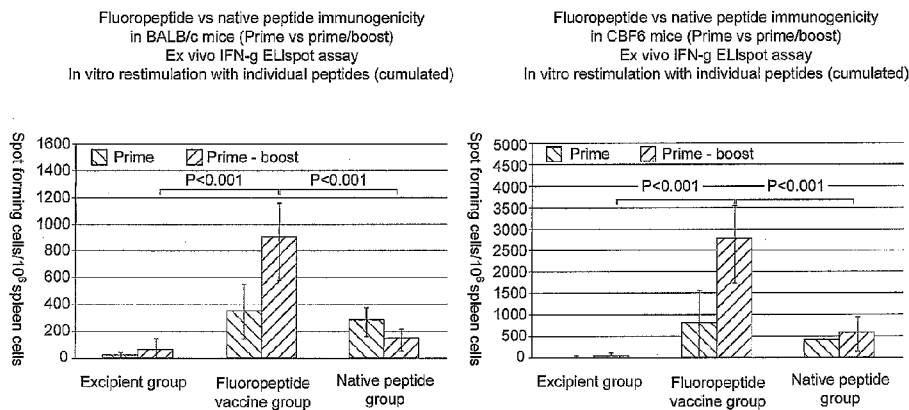 Fluoropeptide vs native peptide immunogenicity
in BALB/c mice (Prime vs prime/boost)
Ex vivo IFN-g ELIspot assay
In vitro restimulation with individual peptides (cumulated)
Spot forming cells/10⁶ spleen cells
1600
1400
1200
1000
800
600
400
200
0
Prime
Prime - boost
P<0.001
P<0.001
Excipient group
Fluoropeptide
vaccine group
Native peptide
group
Fluoropeptide vs native peptide immunogenicity
in CBF6 mice (Prime vs prime/boost)
Ex vivo IFN-g ELIspot assay
In vitro restimulation with individual peptides (cumulated)
Spot forming cells/10⁶ spleen cells
5000
4500
4000
3500
3000
2500
2000
1500
1000
500
0
Prime
Prime - boost
P<0.001
P<0.001
Excipient group
Fluoropeptide
vaccine group
Native peptide
group